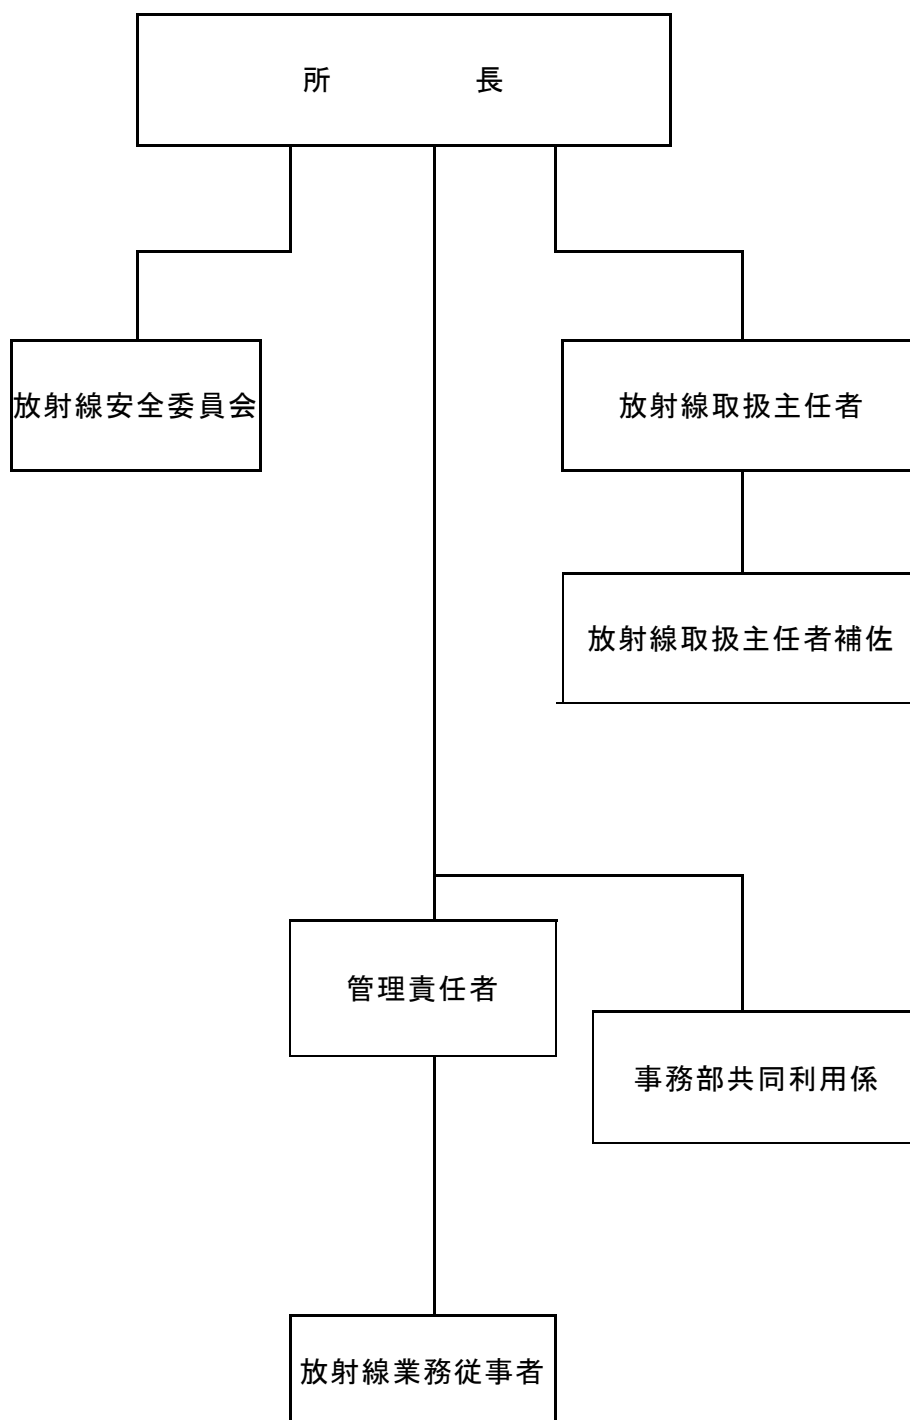 所 長
放射線安全委員会
放射線取扱主任者
放射線取扱主任者補佐
管理責任者
事務部共同利用係
放射線業務従事者